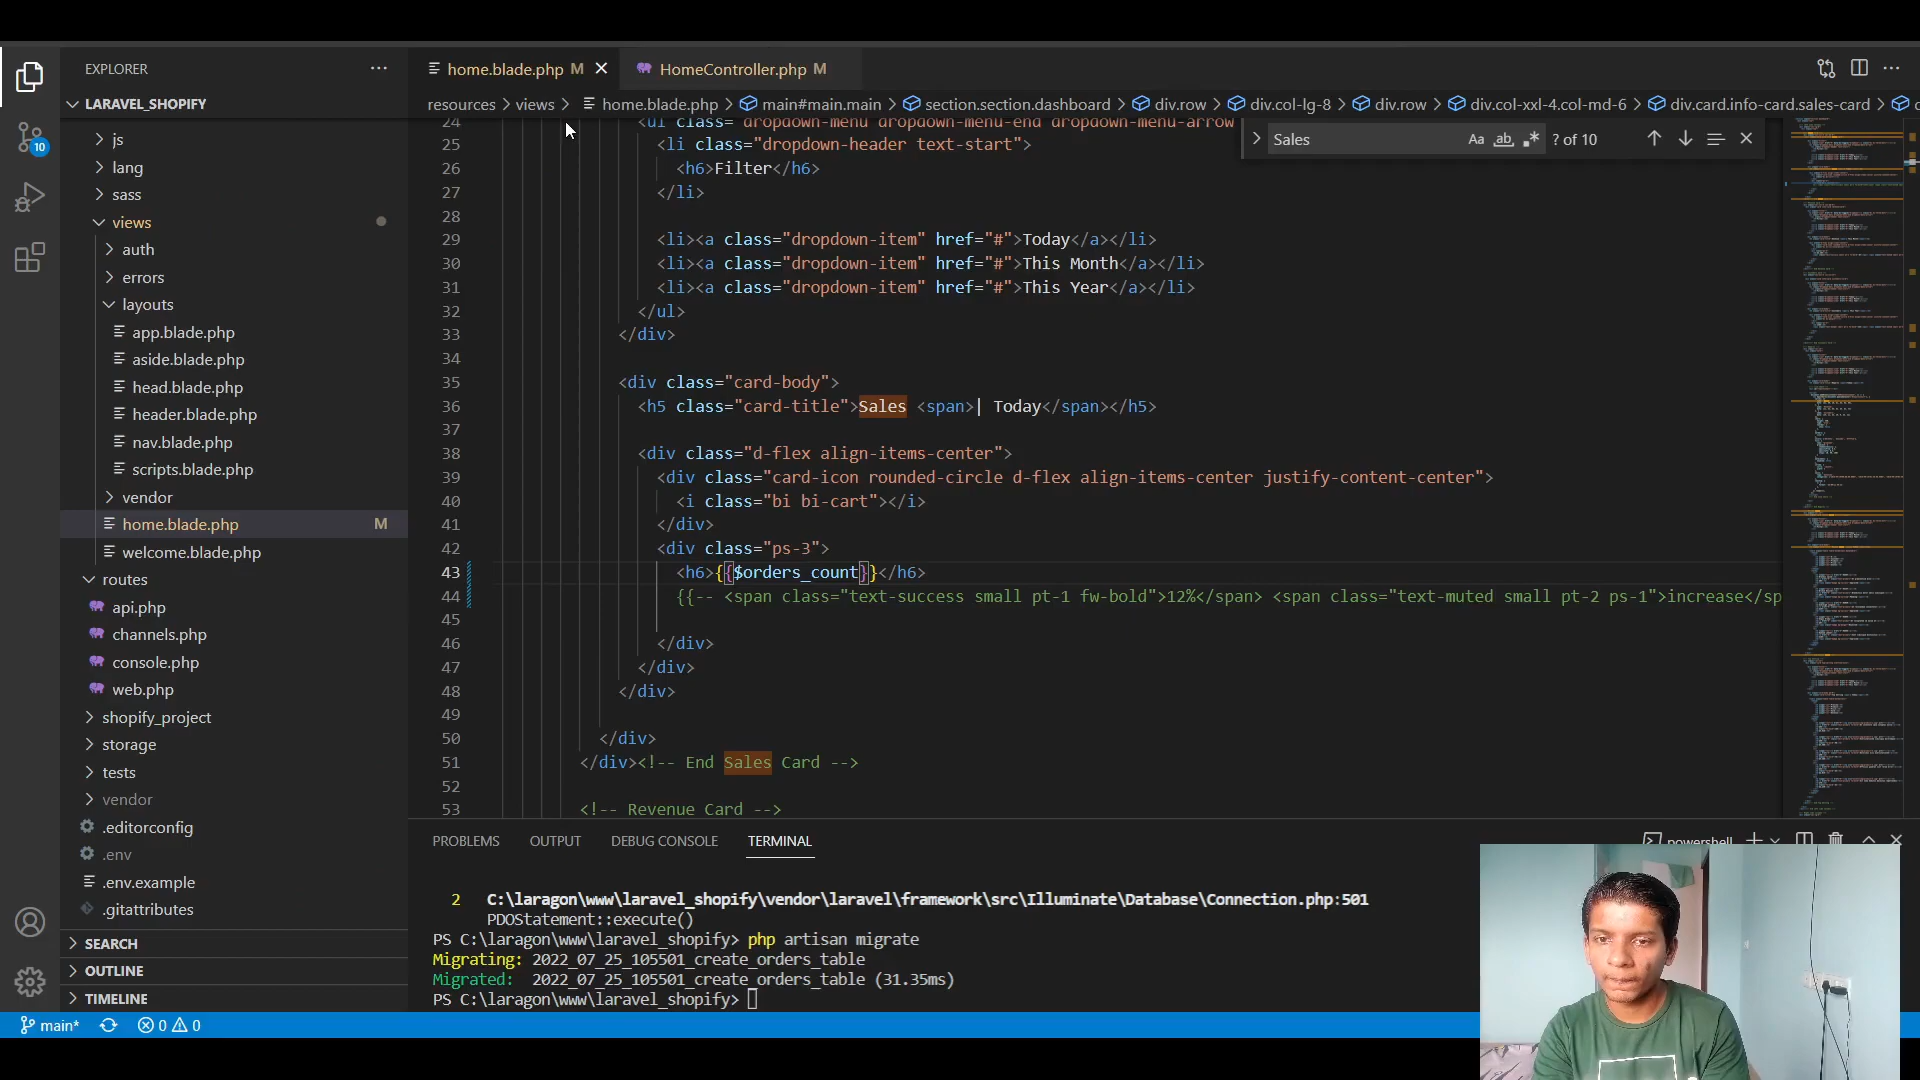 EXPLORER
···
LARAVEL_SHOPIFY
js
lang
sass
views
auth
errors
layouts
app.blade.php
aside.blade.php
head.blade.php
header.blade.php
nav.blade.php
scripts.blade.php
vendor
home.blade.php M
welcome.blade.php
routes
api.php
channels.php
console.php
web.php
shopify_project
storage
tests
vendor
.editorconfig
.env
.env.example
.gitattributes
SEARCH
OUTLINE
TIMELINE
10
home.blade.php M
HomeController.php M
resources > views > home.blade.php > main#main.main > section.section.dashboard > div.row > div.col-lg-8 > div.row > div.col-xxl-4.col-md-6 > div.card.info-card.sales-card >
Sales Aa ab ? of 10
24 <ul class="dropdown-menu dropdown-menu-end dropdown-menu-arrow
25 <li class="dropdown-header text-start">
26 <h6>Filter</h6>
27 </li>
28
29 <li><a class="dropdown-item" href="#">Today</a></li>
30 <li><a class="dropdown-item" href="#">This Month</a></li>
31 <li><a class="dropdown-item" href="#">This Year</a></li>
32 </ul>
33 </div>
34
35 <div class="card-body">
36 <h5 class="card-title">Sales <span>| Today</span></h5>
37
38 <div class="d-flex align-items-center">
39 <div class="card-icon rounded-circle d-flex align-items-center justify-content-center">
40 <i class="bi bi-cart"></i>
41 </div>
42 <div class="ps-3">
43 <h6>{{$orders_count}}</h6>
44 {{-- <span class="text-success small pt-1 fw-bold">12%</span> <span class="text-muted small pt-2 ps-1">increase</sp
45
46 </div>
47 </div>
48 </div>
49
50 </div>
51 </div><!-- End Sales Card -->
52
53 <!-- Revenue Card -->
PROBLEMS OUTPUT DEBUG CONSOLE TERMINAL
powershell
2 C:\laragon\www\laravel_shopify\vendor\laravel\framework\src\Illuminate\Database\Connection.php:501
PDOStatement::execute()
PS C:\laragon\www\laravel_shopify> php artisan migrate
Migrating: 2022_07_25_105501_create_orders_table
Migrated: 2022_07_25_105501_create_orders_table (31.35ms)
PS C:\laragon\www\laravel_shopify>
main* 0 0